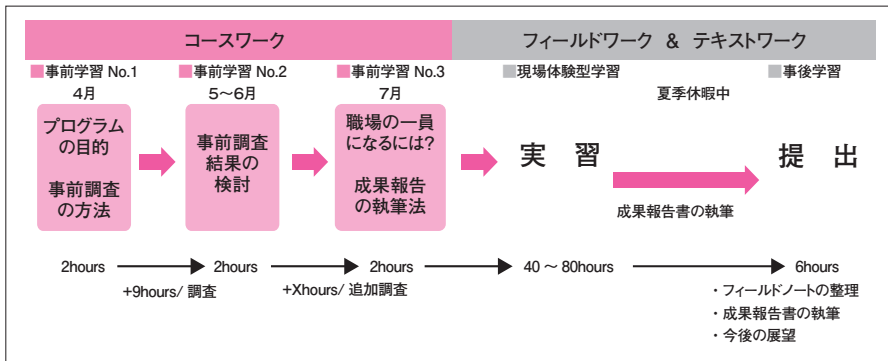 コースワーク
フィールドワーク & テキストワーク
■事前学習 No.1
■事前学習 No.2
■事前学習 No.3
■現場体験型学習
■事後学習
4月
5〜6月
7月
夏季休暇中
プログラム
の目的
事前調査
の方法
事前調査
結果の
検討
職場の一員
になるには?
成果報告
の執筆法
実 習
提 出
成果報告書の執筆
2hours
2hours
2hours
40 〜 80hours
6hours
+9hours/ 調査
+Xhours/ 追加調査
・フィールドノートの整理
・成果報告書の執筆
・今後の展望